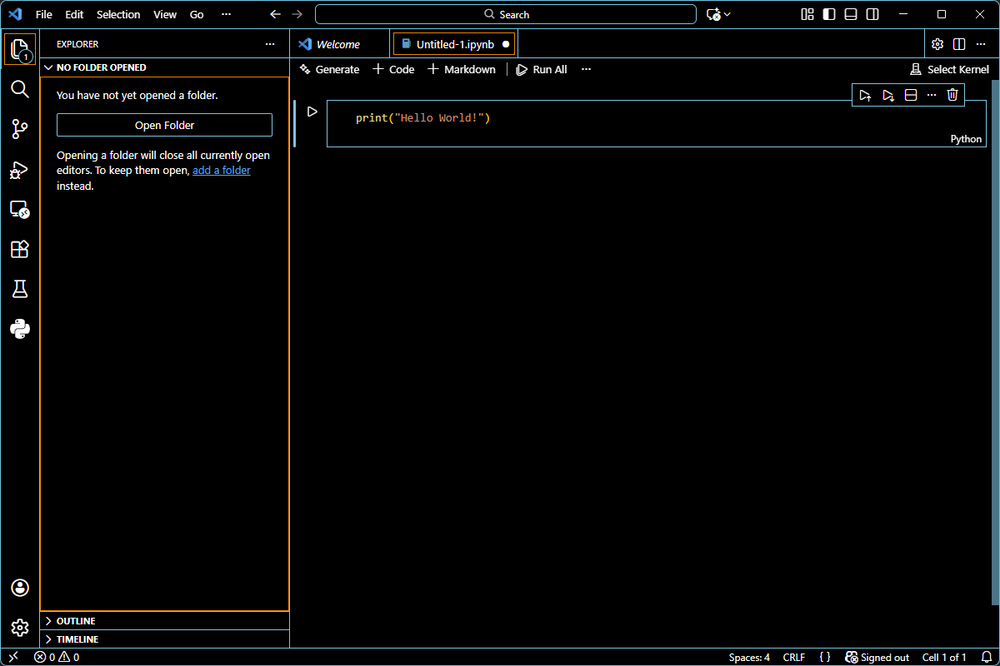 File Edit Selection View Go ··· Search
EXPLORER ···
Welcome Untitled-1.ipynb ···
NO FOLDER OPENED
Generate Code Markdown Run All ··· Select Kernel
You have not yet opened a folder.
Open Folder
Opening a folder will close all currently open
editors. To keep them open, add a folder
instead.
1
print("Hello World!")
···
Python
OUTLINE
TIMELINE
0 0 Spaces: 4 CRLF { } Signed out Cell 1 of 1